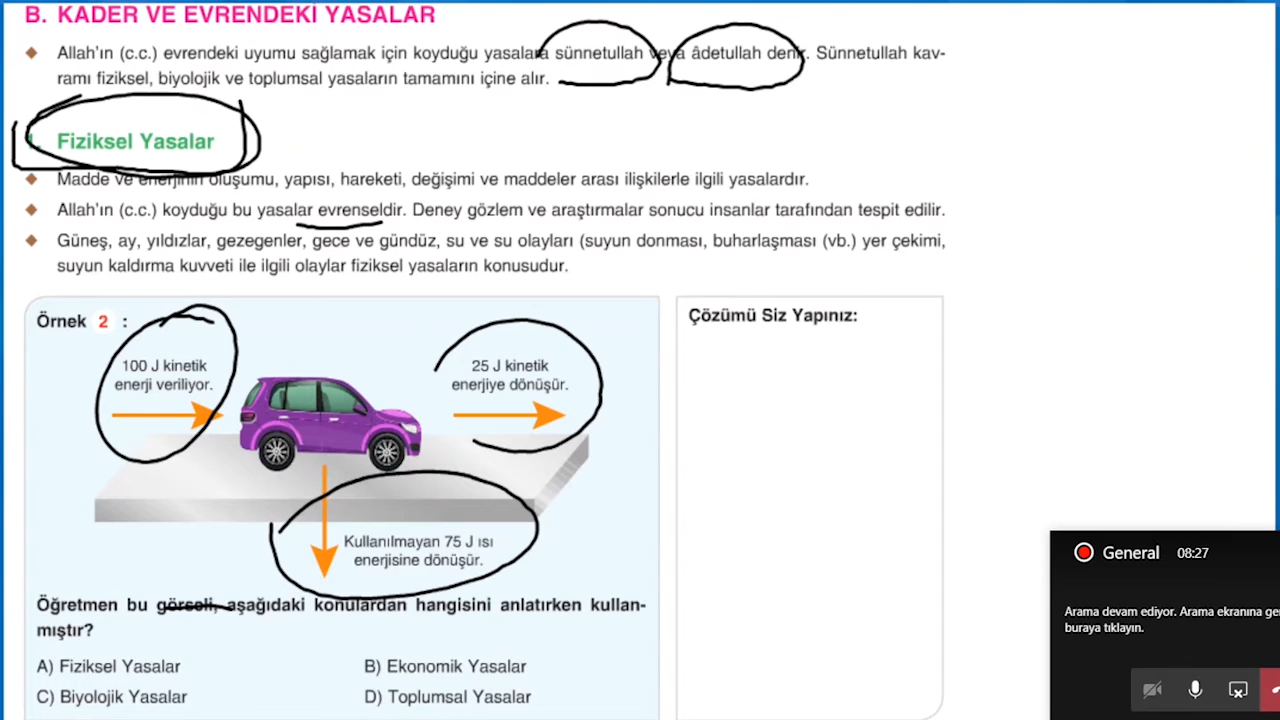 B. KADER VE EVRENDEKİ YASALAR
Allah'ın (c.c.) evrendeki uyumu sağlamak için koyduğu yasalara sünnetullah veya âdetullah denir. Sünnetullah kav-
ramı fiziksel, biyolojik ve toplumsal yasaların tamamını içine alır.
Fiziksel Yasalar
Madde ve enerjinin oluşumu, yapısı, hareketi, değişimi ve maddeler arası ilişkilerle ilgili yasalardır.
Allah'ın (c.c.) koyduğu bu yasalar evrenseldir. Deney gözlem ve araştırmalar sonucu insanlar tarafından tespit edilir.
Güneş, ay, yıldızlar, gezegenler, gece ve gündüz, su ve su olayları (suyun donması, buharlaşması (vb.) yer çekimi,
suyun kaldırma kuvveti ile ilgili olaylar fiziksel yasaların konusudur.
Örnek 2 :
100 J kinetik
enerji veriliyor.
25 J kinetik
enerjiye dönüşür.
Kullanılmayan 75 J ısı
enerjisine dönüşür.
Öğretmen bu görseli, aşağıdaki konulardan hangisini anlatırken kullan-
mıştır?
A) Fiziksel Yasalar
B) Ekonomik Yasalar
C) Biyolojik Yasalar
D) Toplumsal Yasalar
Çözümü Siz Yapınız:
General 08:27
Arama devam ediyor. Arama ekranına
buraya tıklayın.